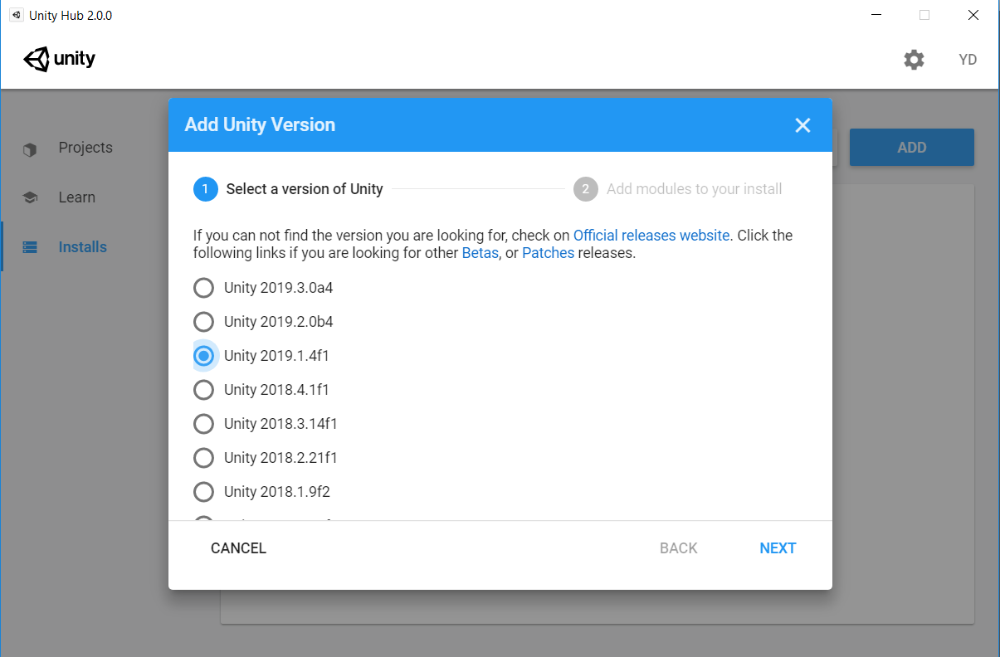 Unity Hub 2.0.0
unity
YD
Add Unity Version
ADD
Projects
Learn
Installs
1 Select a version of Unity
2 Add modules to your install
If you can not find the version you are looking for, check on Official releases website. Click the
following links if you are looking for other Betas, or Patches releases.
Unity 2019.3.0a4
Unity 2019.2.0b4
Unity 2019.1.4f1
Unity 2018.4.1f1
Unity 2018.3.14f1
Unity 2018.2.21f1
Unity 2018.1.9f2
CANCEL
BACK
NEXT